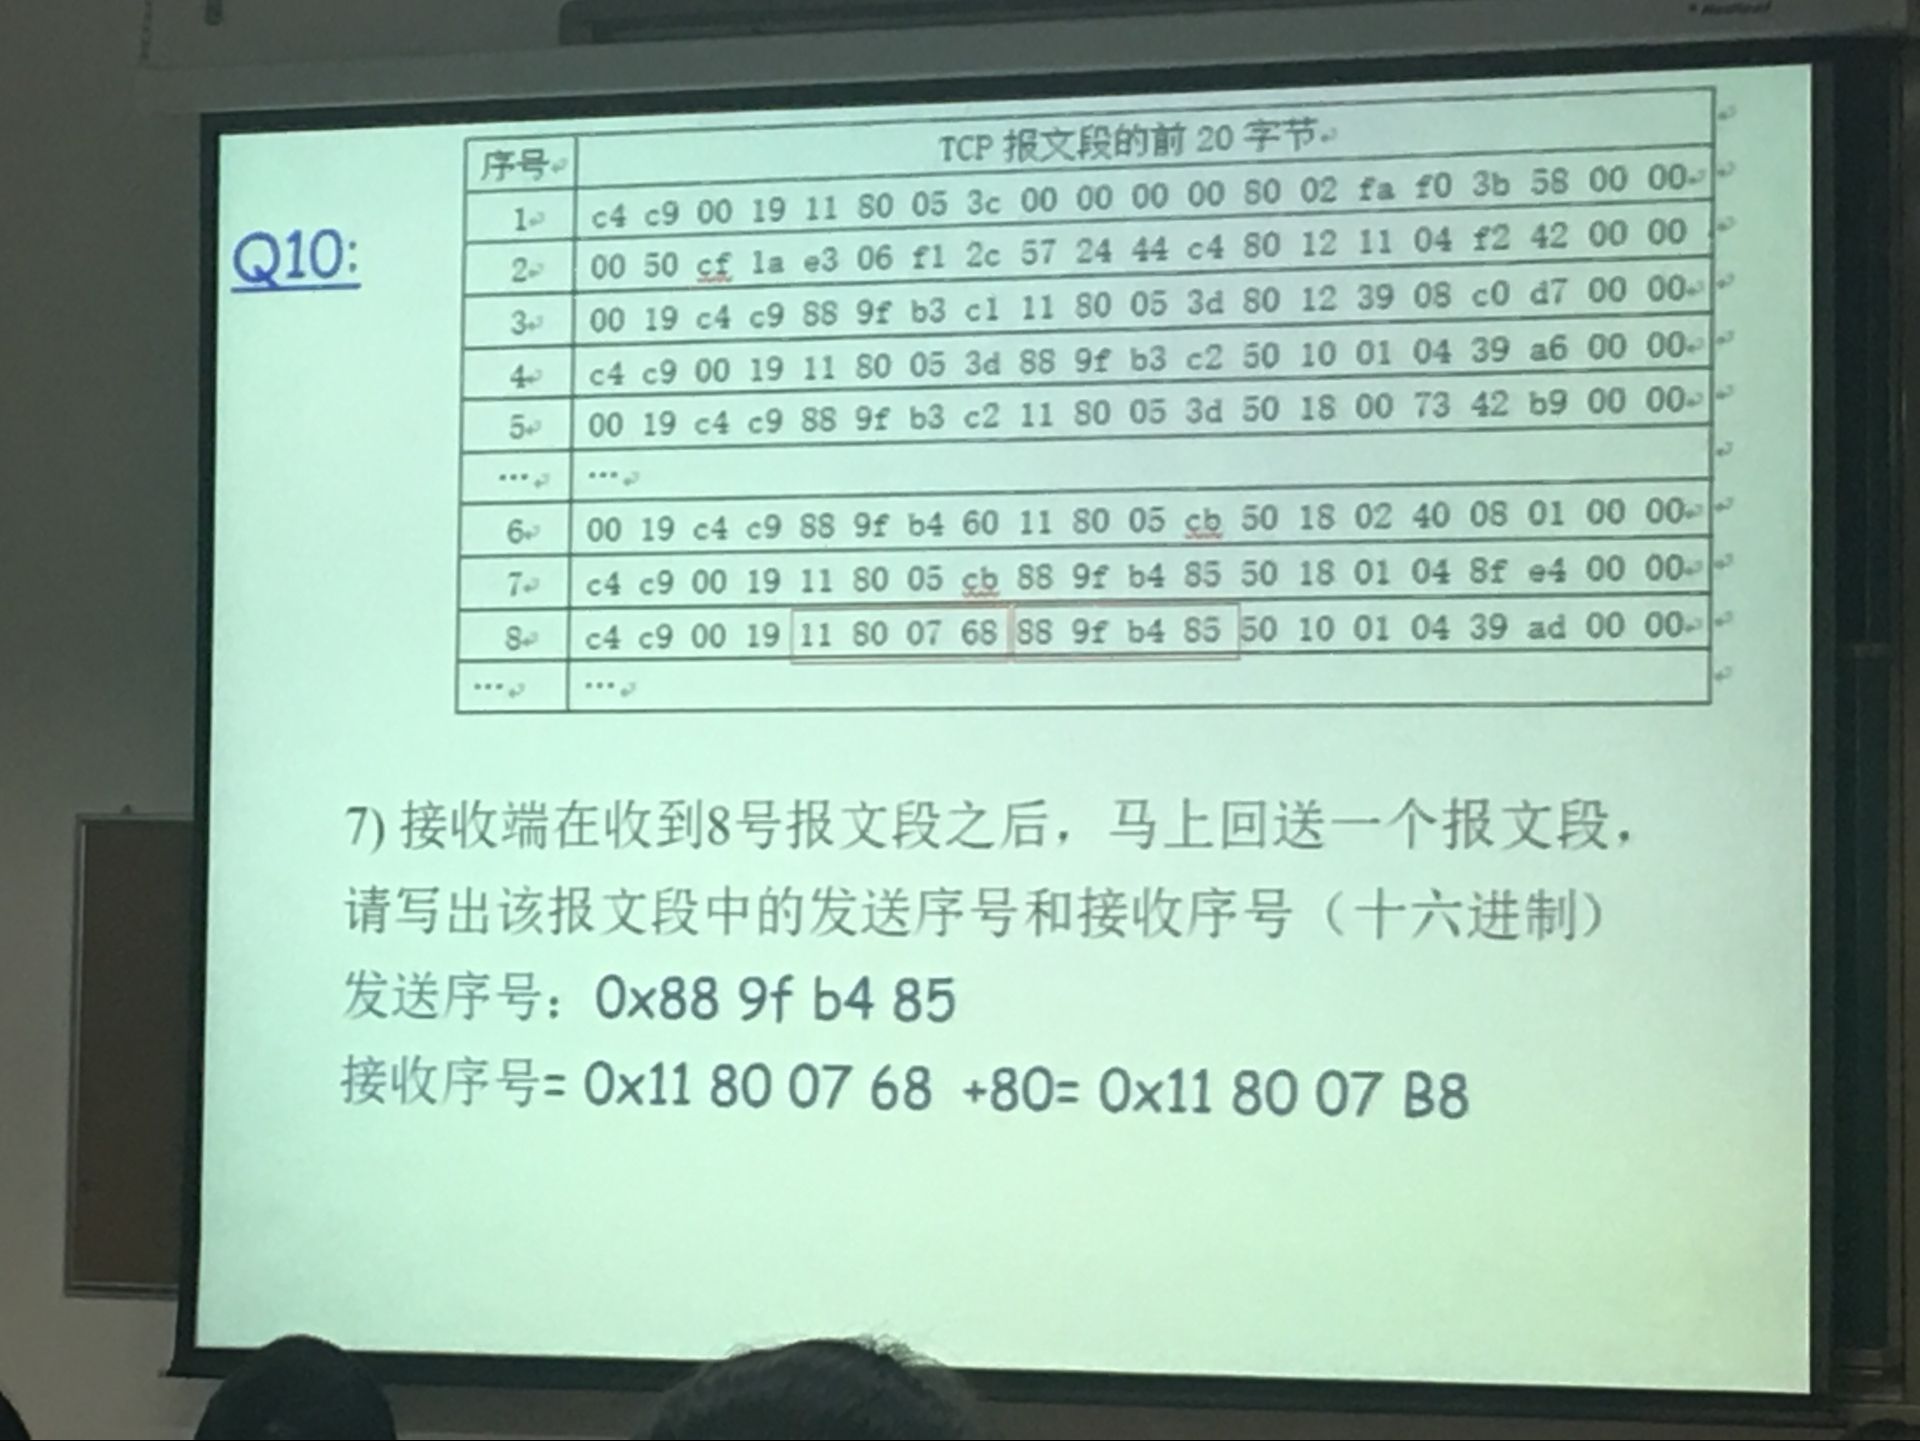 序号 TCP 报文段的前 20 字节
1 c4 c9 00 19 11 80 05 3c 00 00 00 00 80 02 fa f0 3b 58 00 00
Q10:
2 00 50 cf 1a e3 06 f1 2c 57 24 44 c4 80 12 11 04 f2 42 00 00
3 00 19 c4 c9 88 9f b3 c1 11 80 05 3d 80 12 39 08 c0 d7 00 00
4 c4 c9 00 19 11 80 05 3d 88 9f b3 c2 50 10 01 04 39 a6 00 00
5 00 19 c4 c9 88 9f b3 c2 11 80 05 3d 50 18 00 73 42 b9 00 00
… …
6 00 19 c4 c9 88 9f b4 60 11 80 05 cb 50 18 02 40 08 01 00 00
7 c4 c9 00 19 11 80 05 cb 88 9f b4 85 50 18 01 04 8f e4 00 00
8 c4 c9 00 19 11 80 07 68 88 9f b4 85 50 10 01 04 39 ad 00 00
… …
7) 接收端在收到8号报文段之后，马上回送一个报文段，
请写出该报文段中的发送序号和接收序号（十六进制）
发送序号：0x88 9f b4 85
接收序号= 0x11 80 07 68 +80= 0x11 80 07 B8